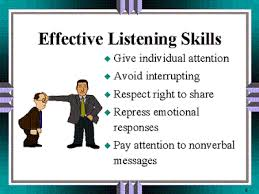 Effective Listening Skills
Give individual attention
Avoid interrupting
Respect right to share
Repress emotional
responses
Pay attention to nonverbal
messages